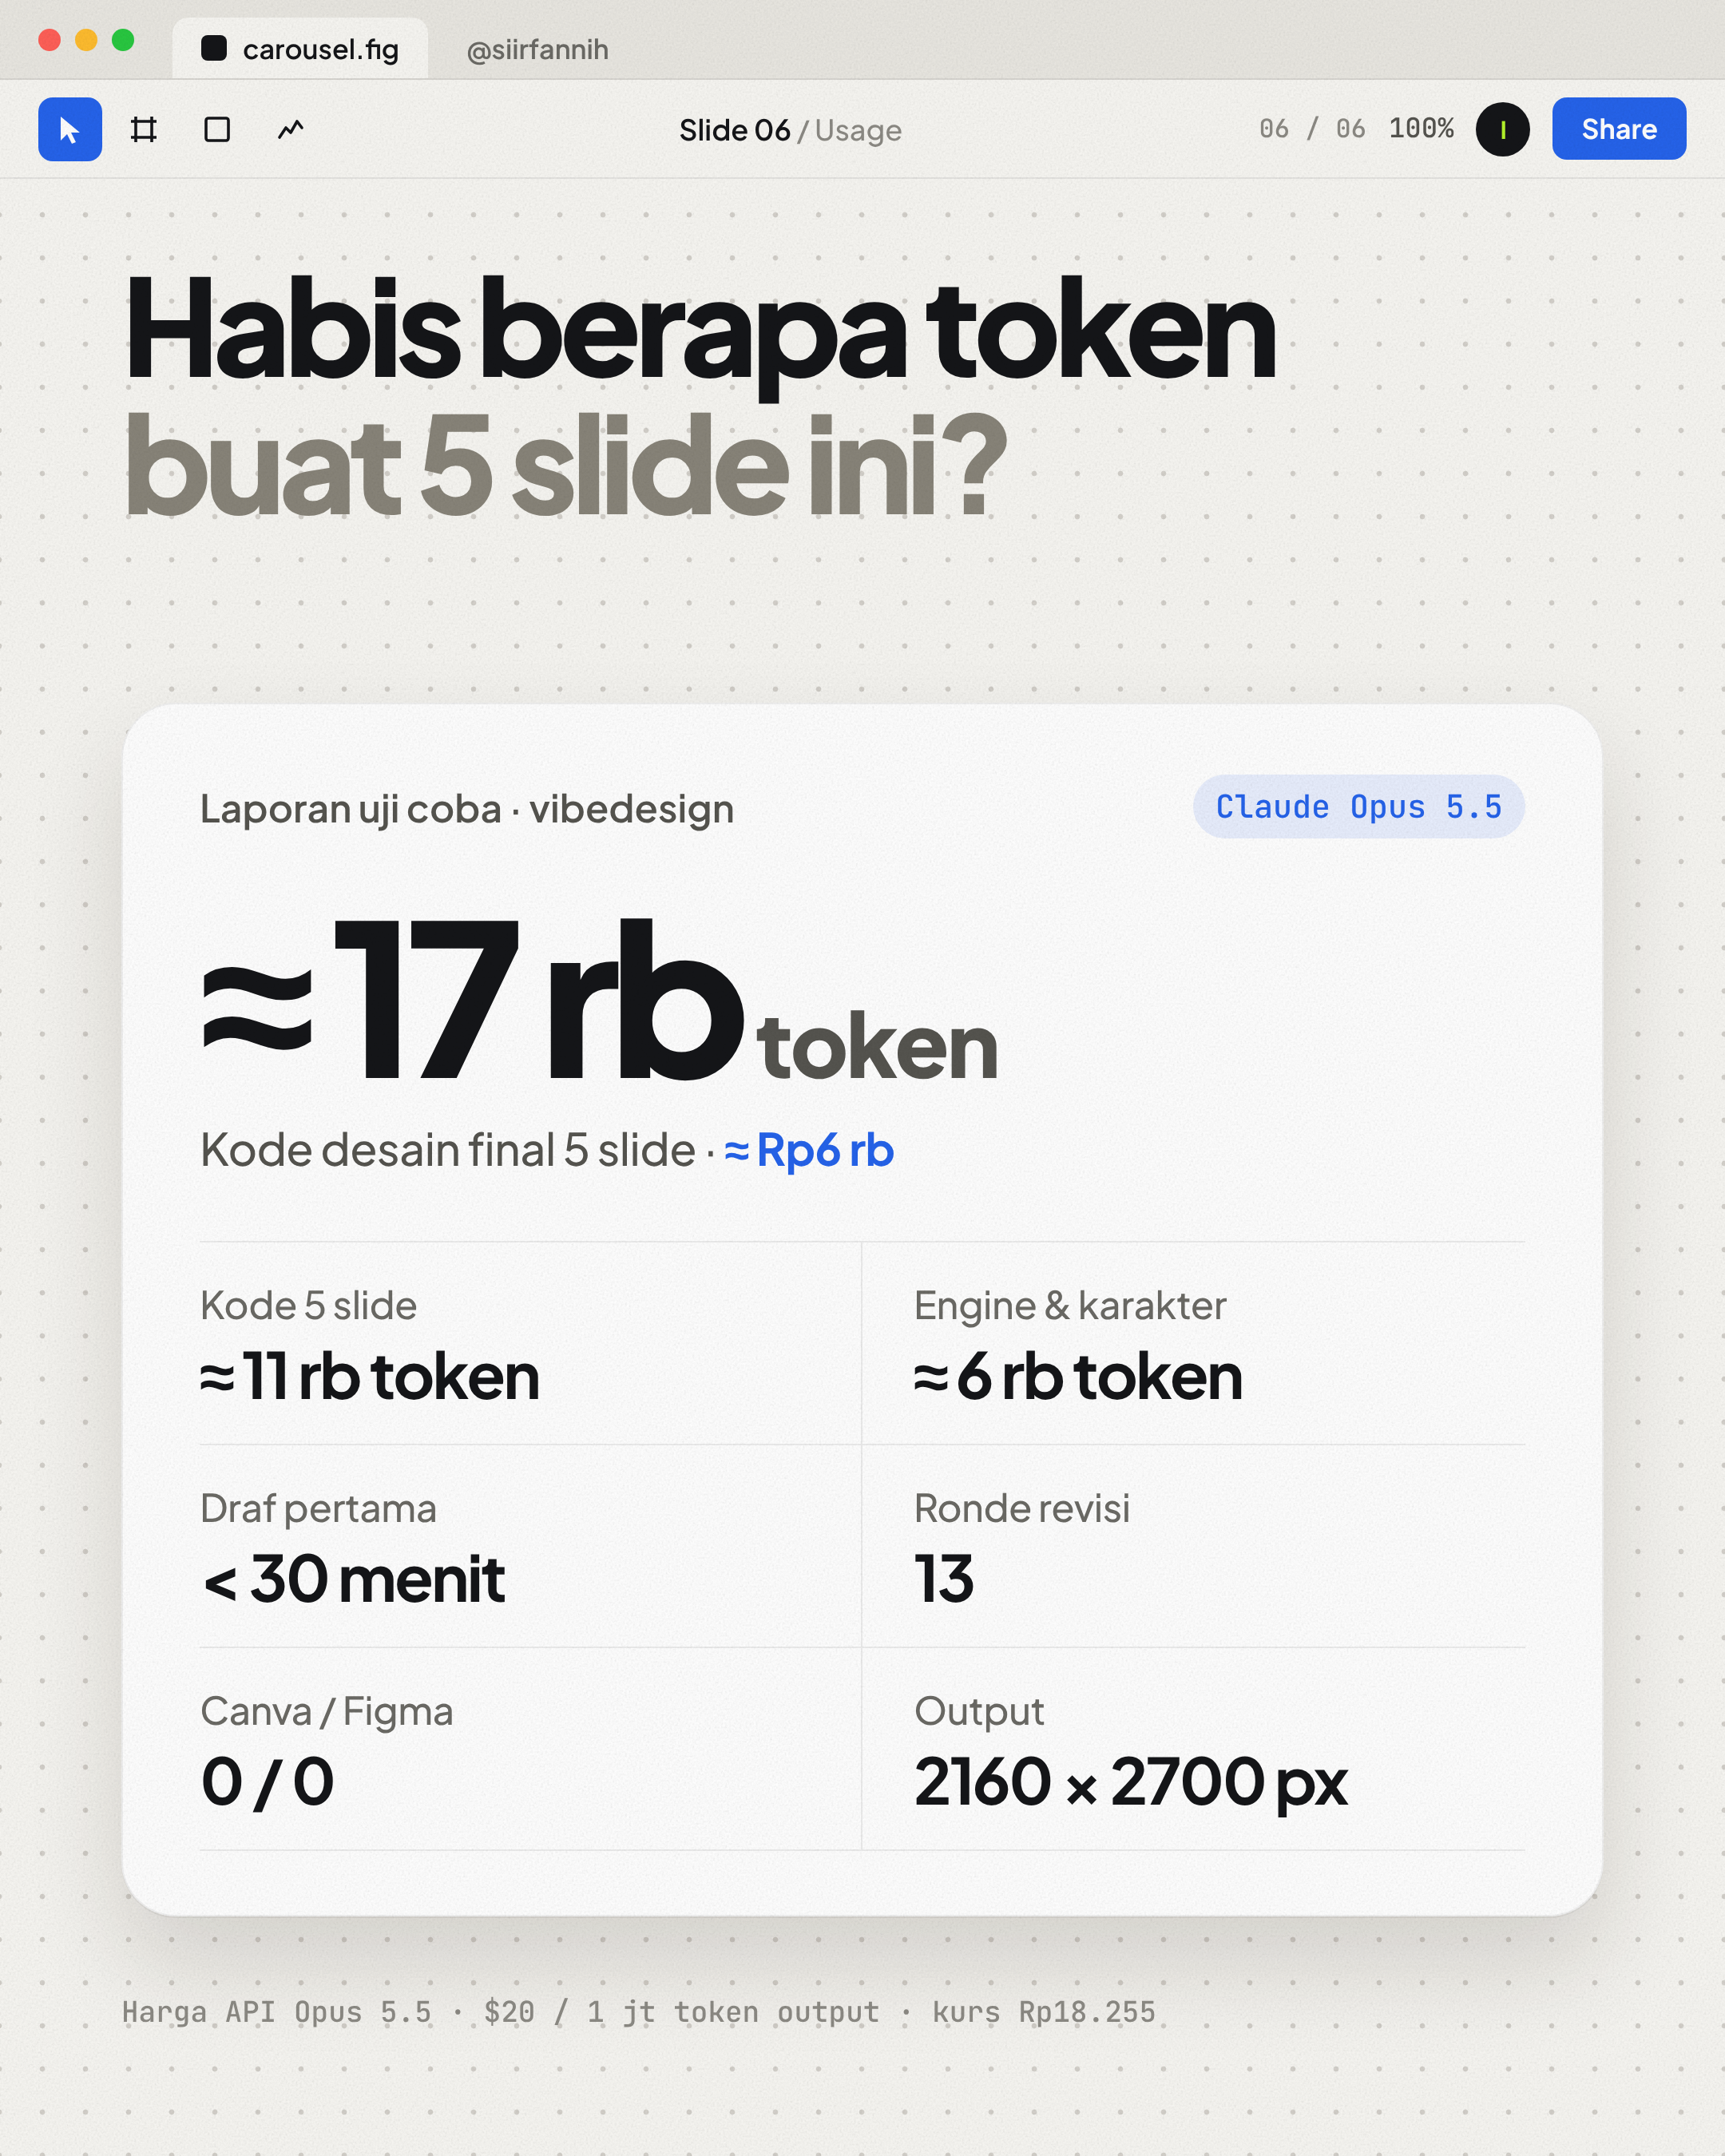 carousel.fig @siirfannih
Slide 06 / Usage 06 / 06 100% I Share
Habis berapa token
buat 5 slide ini?
Laporan uji coba · vibedesign Claude Opus 5.5
≈ 17 rb token
Kode desain final 5 slide · ≈ Rp6 rb
Kode 5 slide
≈ 11 rb token
Engine & karakter
≈ 6 rb token
Draf pertama
< 30 menit
Ronde revisi
13
Canva / Figma
0 / 0
Output
2160 × 2700 px
Harga API Opus 5.5 · $20 / 1 jt token output · kurs Rp18.255